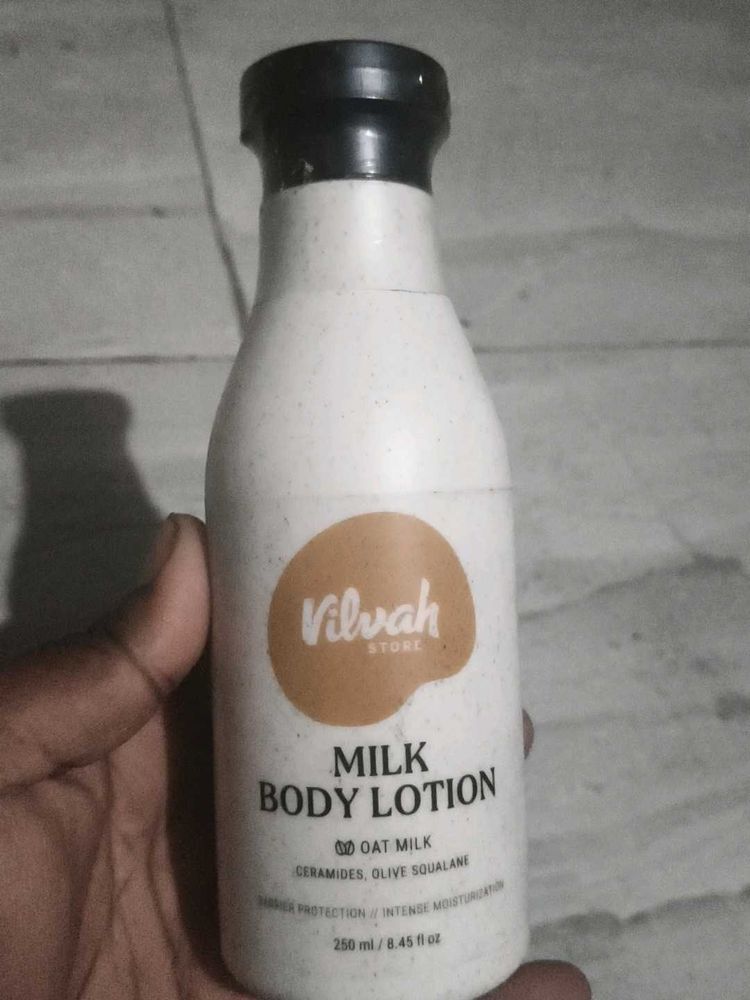 Vilvah
STORE
MILK
BODY LOTION
OAT MILK
CERAMIDES, OLIVE SQUALANE
BARRIER PROTECTION // INTENSE MOISTURIZATION
250 ml / 8.45 fl oz